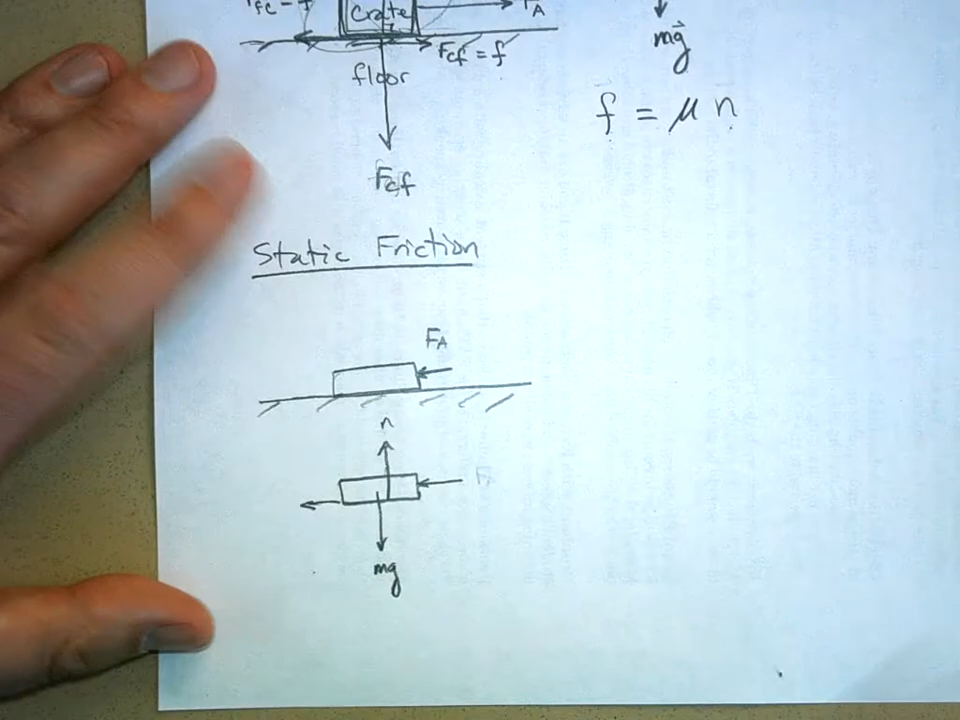 Crate
F_A
F_cf = f
mg⃗
floor
f = μ n
F_cf
Static Friction
F_A
n
mg